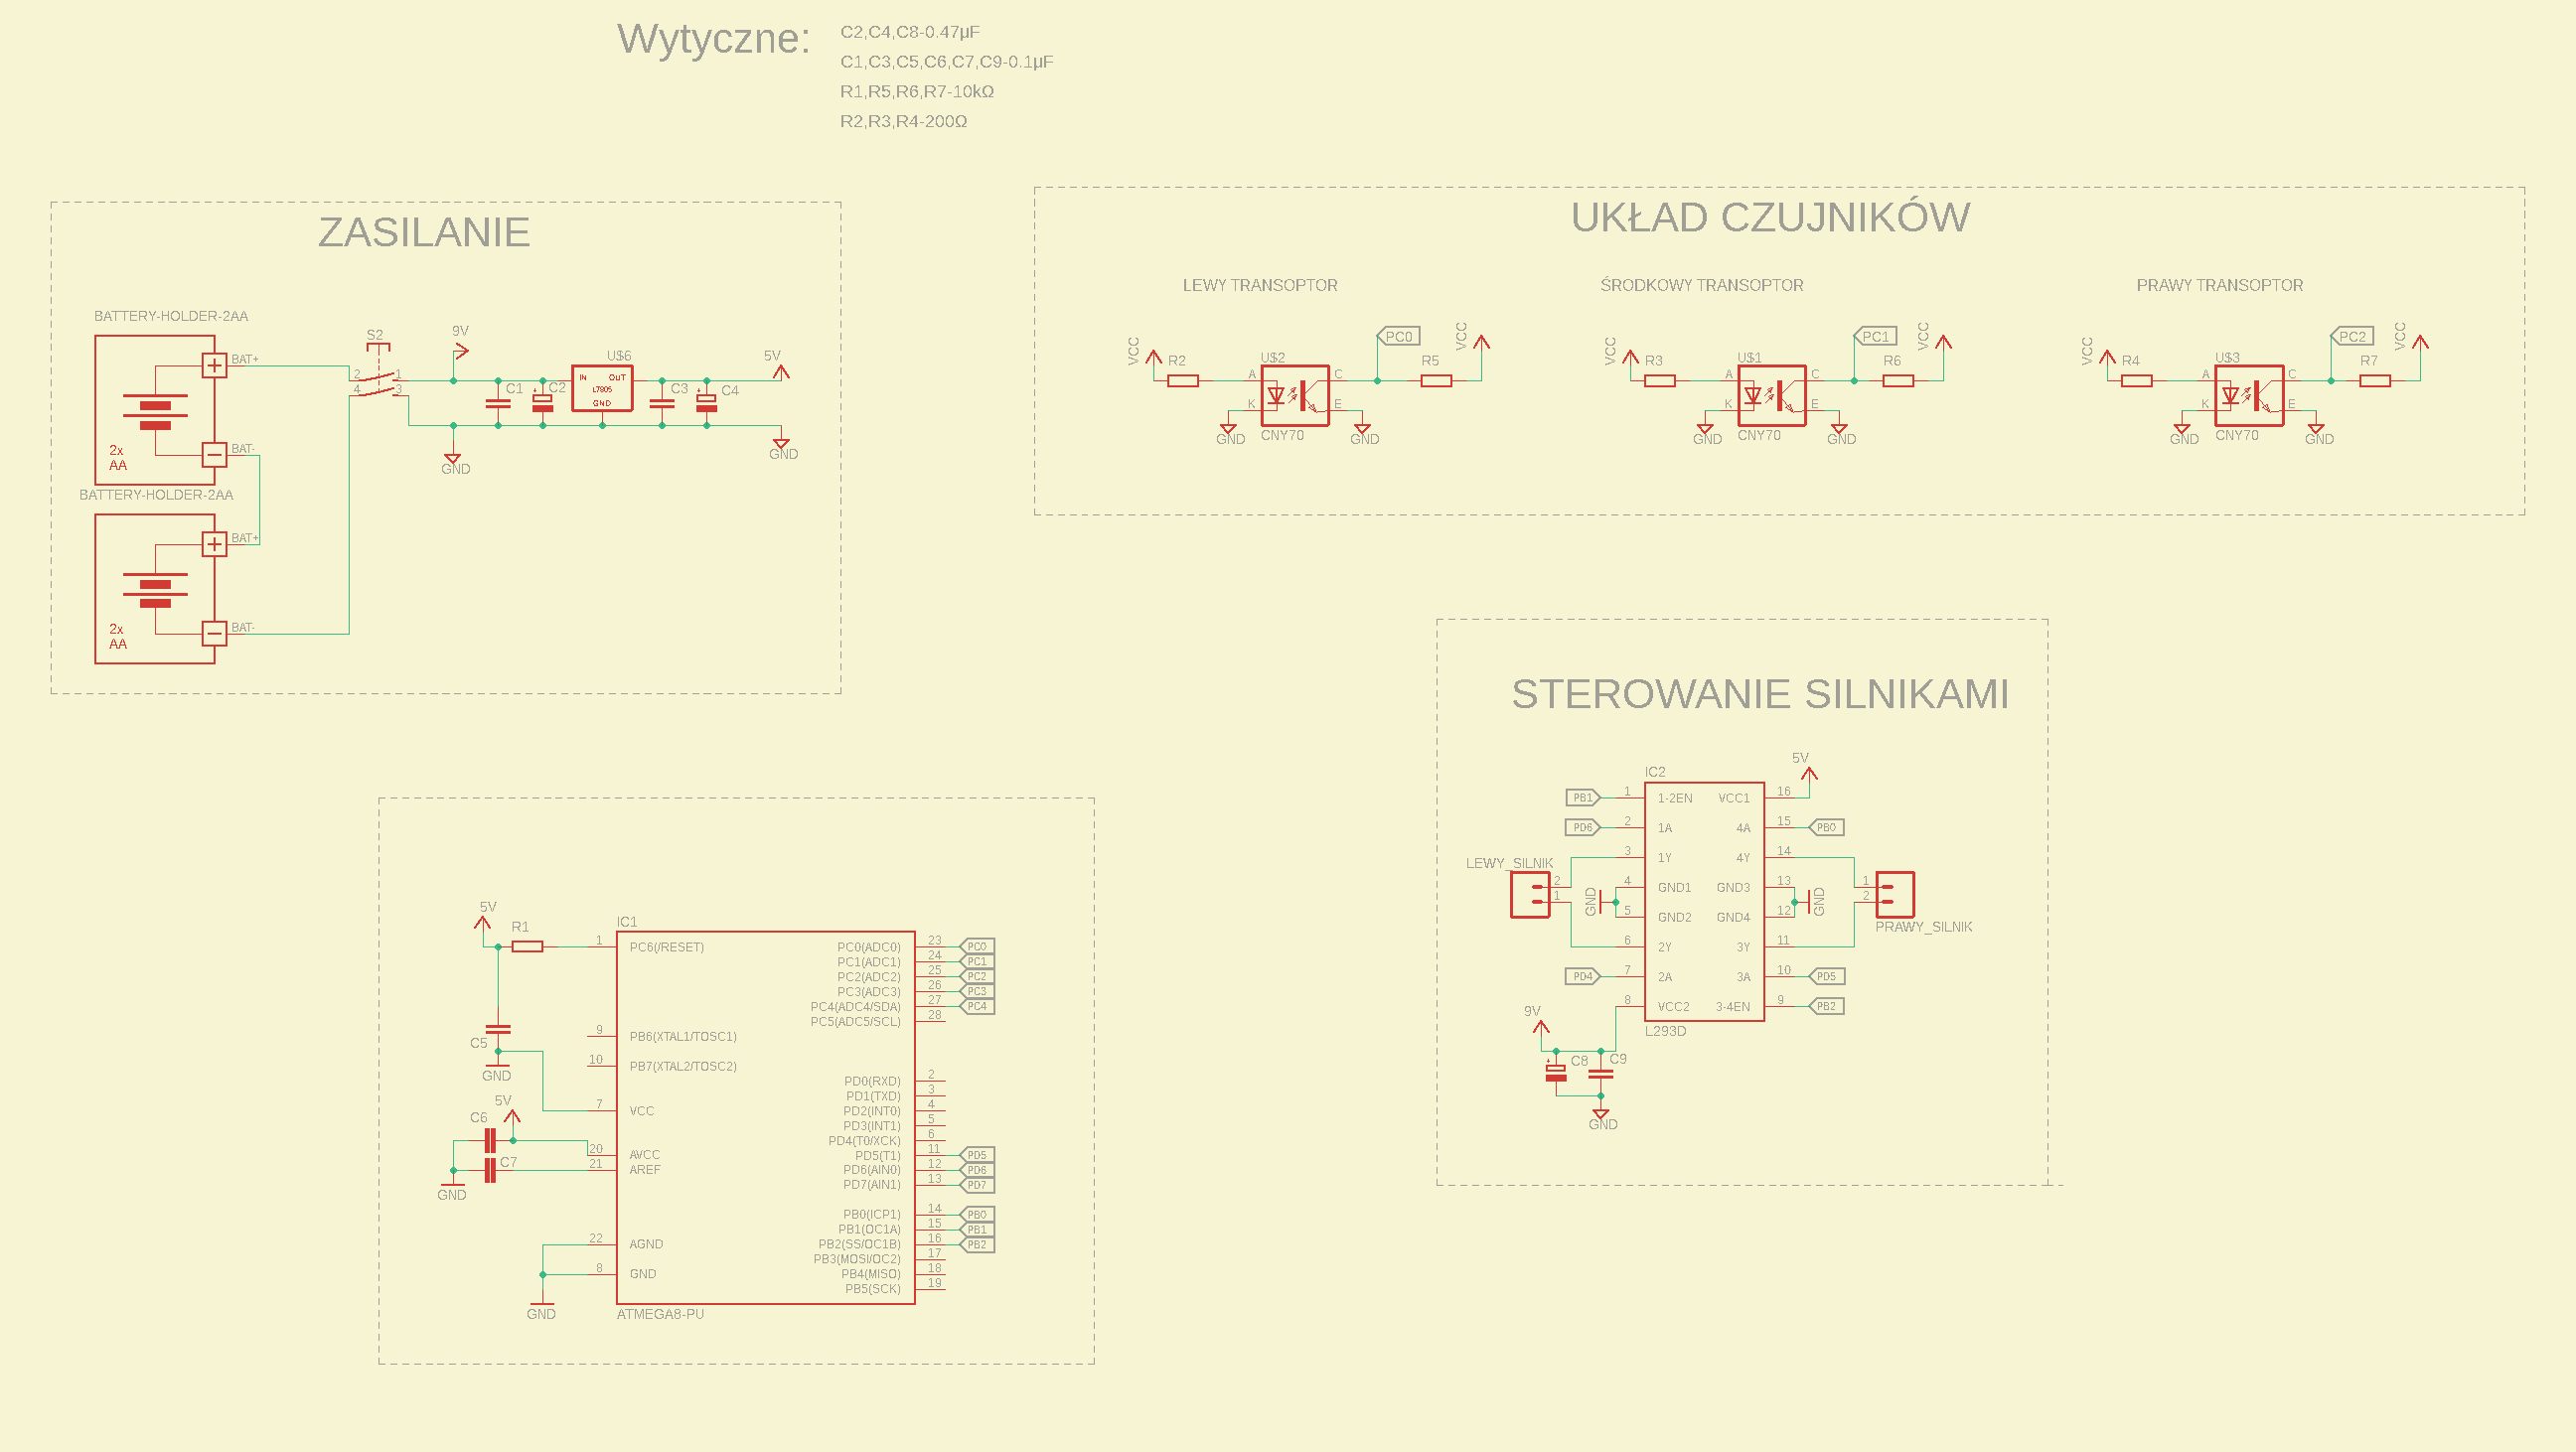 Wytyczne:
C2,C4,C8-0.47µF
C1,C3,C5,C6,C7,C9-0.1µF
R1,R5,R6,R7-10kΩ
R2,R3,R4-200Ω
ZASILANIE
BATTERY-HOLDER-2AA
BAT+
BAT-
2x
AA
BATTERY-HOLDER-2AA
BAT+
BAT-
2x
AA
S2
2 1
4 3
9V
GND
C1
C2
U$6
IN OUT
L7805
GND
C3
C4
5V
GND
UKŁAD CZUJNIKÓW
LEWY TRANSOPTOR
VCC
R2
U$2
A C
K E
CNY70
GND
GND
PC0
R5
VCC
ŚRODKOWY TRANSOPTOR
VCC
R3
U$1
A C
K E
CNY70
GND
GND
PC1
R6
VCC
PRAWY TRANSOPTOR
VCC
R4
U$3
A C
K E
CNY70
GND
GND
PC2
R7
VCC
STEROWANIE SILNIKAMI
IC2
5V
PB1 1 1-2EN VCC1 16
PD6 2 1A 4A 15 PB0
3 1Y 4Y 14
LEWY_SILNIK
2
1
GND
4 GND1 GND3 13
5 GND2 GND4 12
GND
1
2
PRAWY_SILNIK
6 2Y 3Y 11
PD4 7 2A 3A 10 PD5
8 VCC2 3-4EN 9 PB2
L293D
9V
C8
C9
GND
5V
R1
IC1
1 PC6(/RESET)
C5
GND
9 PB6(XTAL1/TOSC1)
10 PB7(XTAL2/TOSC2)
7 VCC
5V
C6
20 AVCC
C7
21 AREF
GND
22 AGND
8 GND
GND
PC0(ADC0) 23 PC0
PC1(ADC1) 24 PC1
PC2(ADC2) 25 PC2
PC3(ADC3) 26 PC3
PC4(ADC4/SDA) 27 PC4
PC5(ADC5/SCL) 28
PD0(RXD) 2
PD1(TXD) 3
PD2(INT0) 4
PD3(INT1) 5
PD4(T0/XCK) 6
PD5(T1) 11 PD5
PD6(AIN0) 12 PD6
PD7(AIN1) 13 PD7
PB0(ICP1) 14 PB0
PB1(OC1A) 15 PB1
PB2(SS/OC1B) 16 PB2
PB3(MOSI/OC2) 17
PB4(MISO) 18
PB5(SCK) 19
ATMEGA8-PU